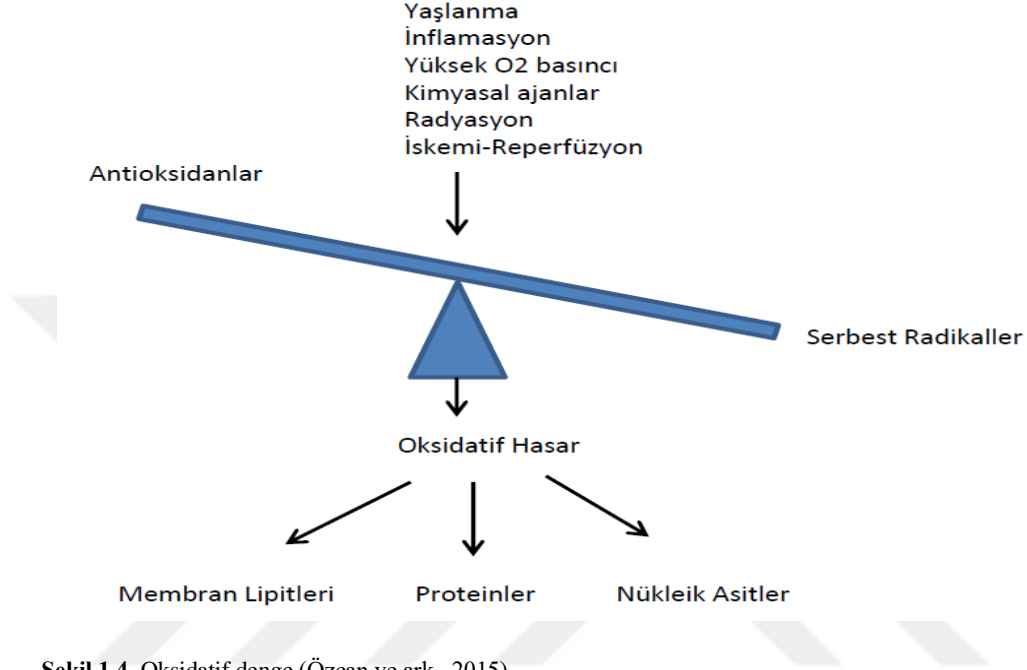 Yaşlanma
İnflamasyon
Yüksek O2 basıncı
Kimyasal ajanlar
Radyasyon
İskemi-Reperfüzyon
Antioksidanlar
Serbest Radikaller
Oksidatif Hasar
Membran Lipitleri Proteinler Nükleik Asitler
Şekil 1.4. Oksidatif denge (Özcan ve ark., 2015)